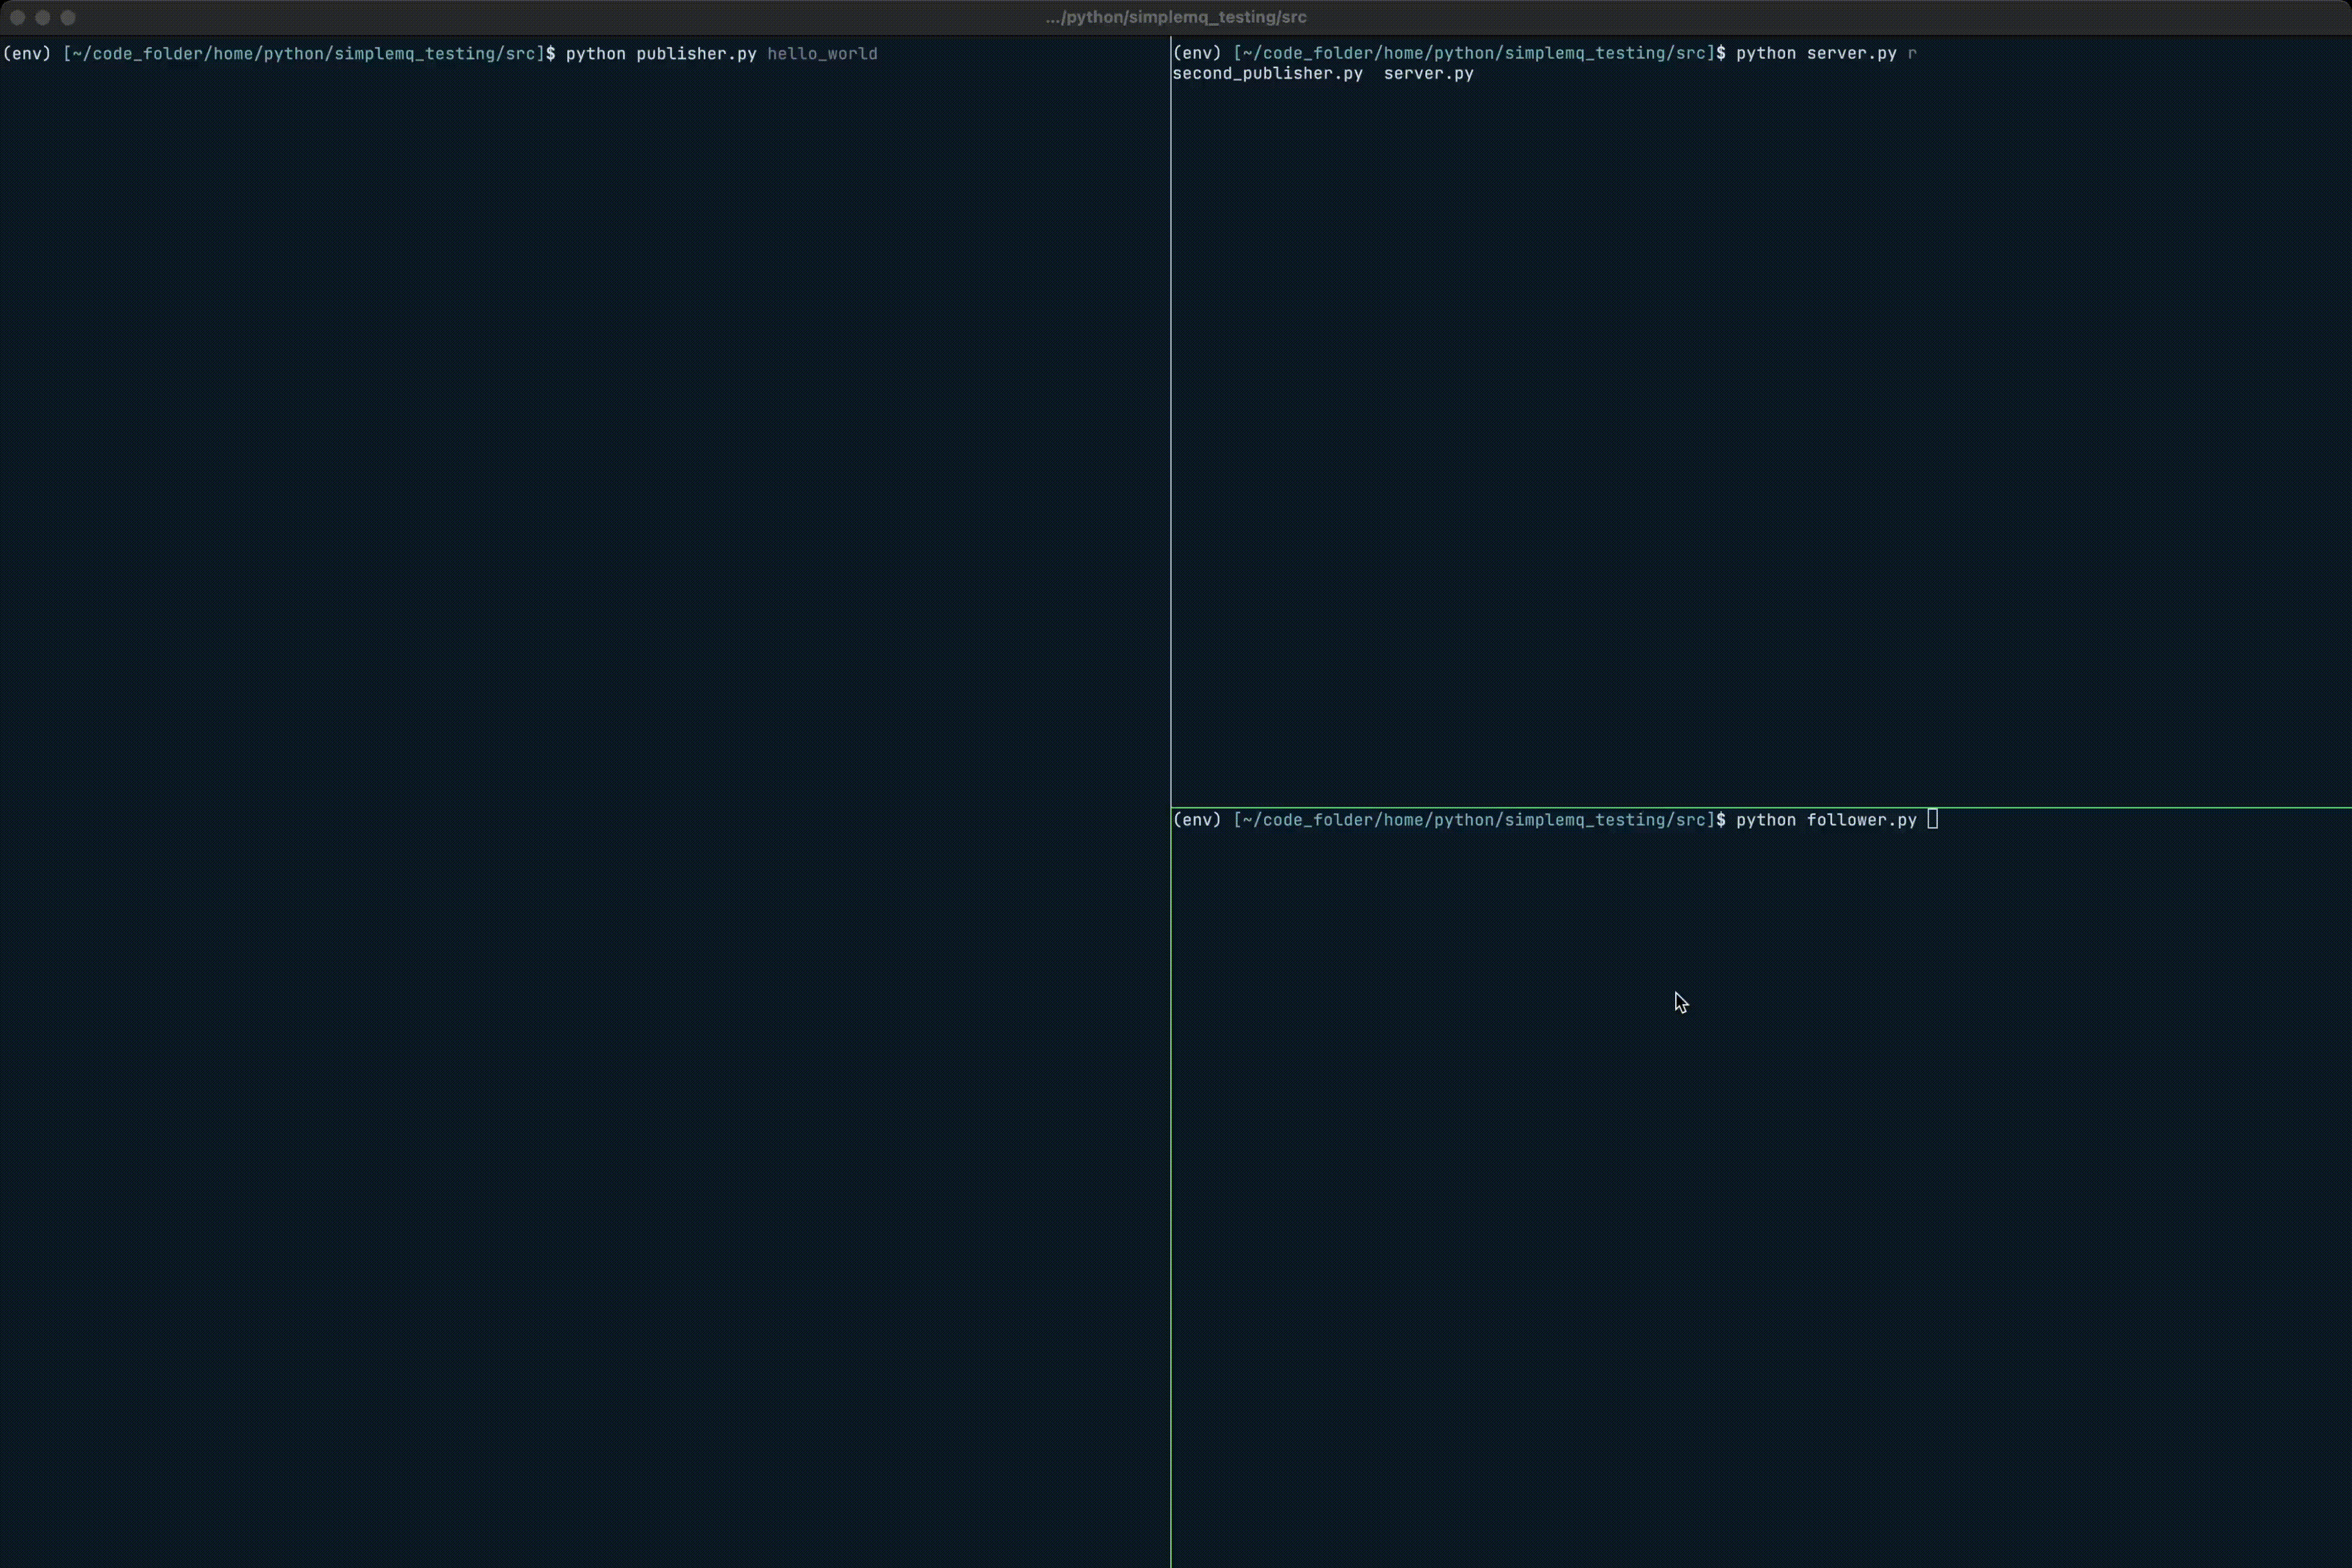 .../python/simplemq_testing/src
(env) [~/code_folder/home/python/simplemq_testing/src]$ python publisher.py hello_world
(env) [~/code_folder/home/python/simplemq_testing/src]$ python server.py r
second_publisher.py  server.py
(env) [~/code_folder/home/python/simplemq_testing/src]$ python follower.py